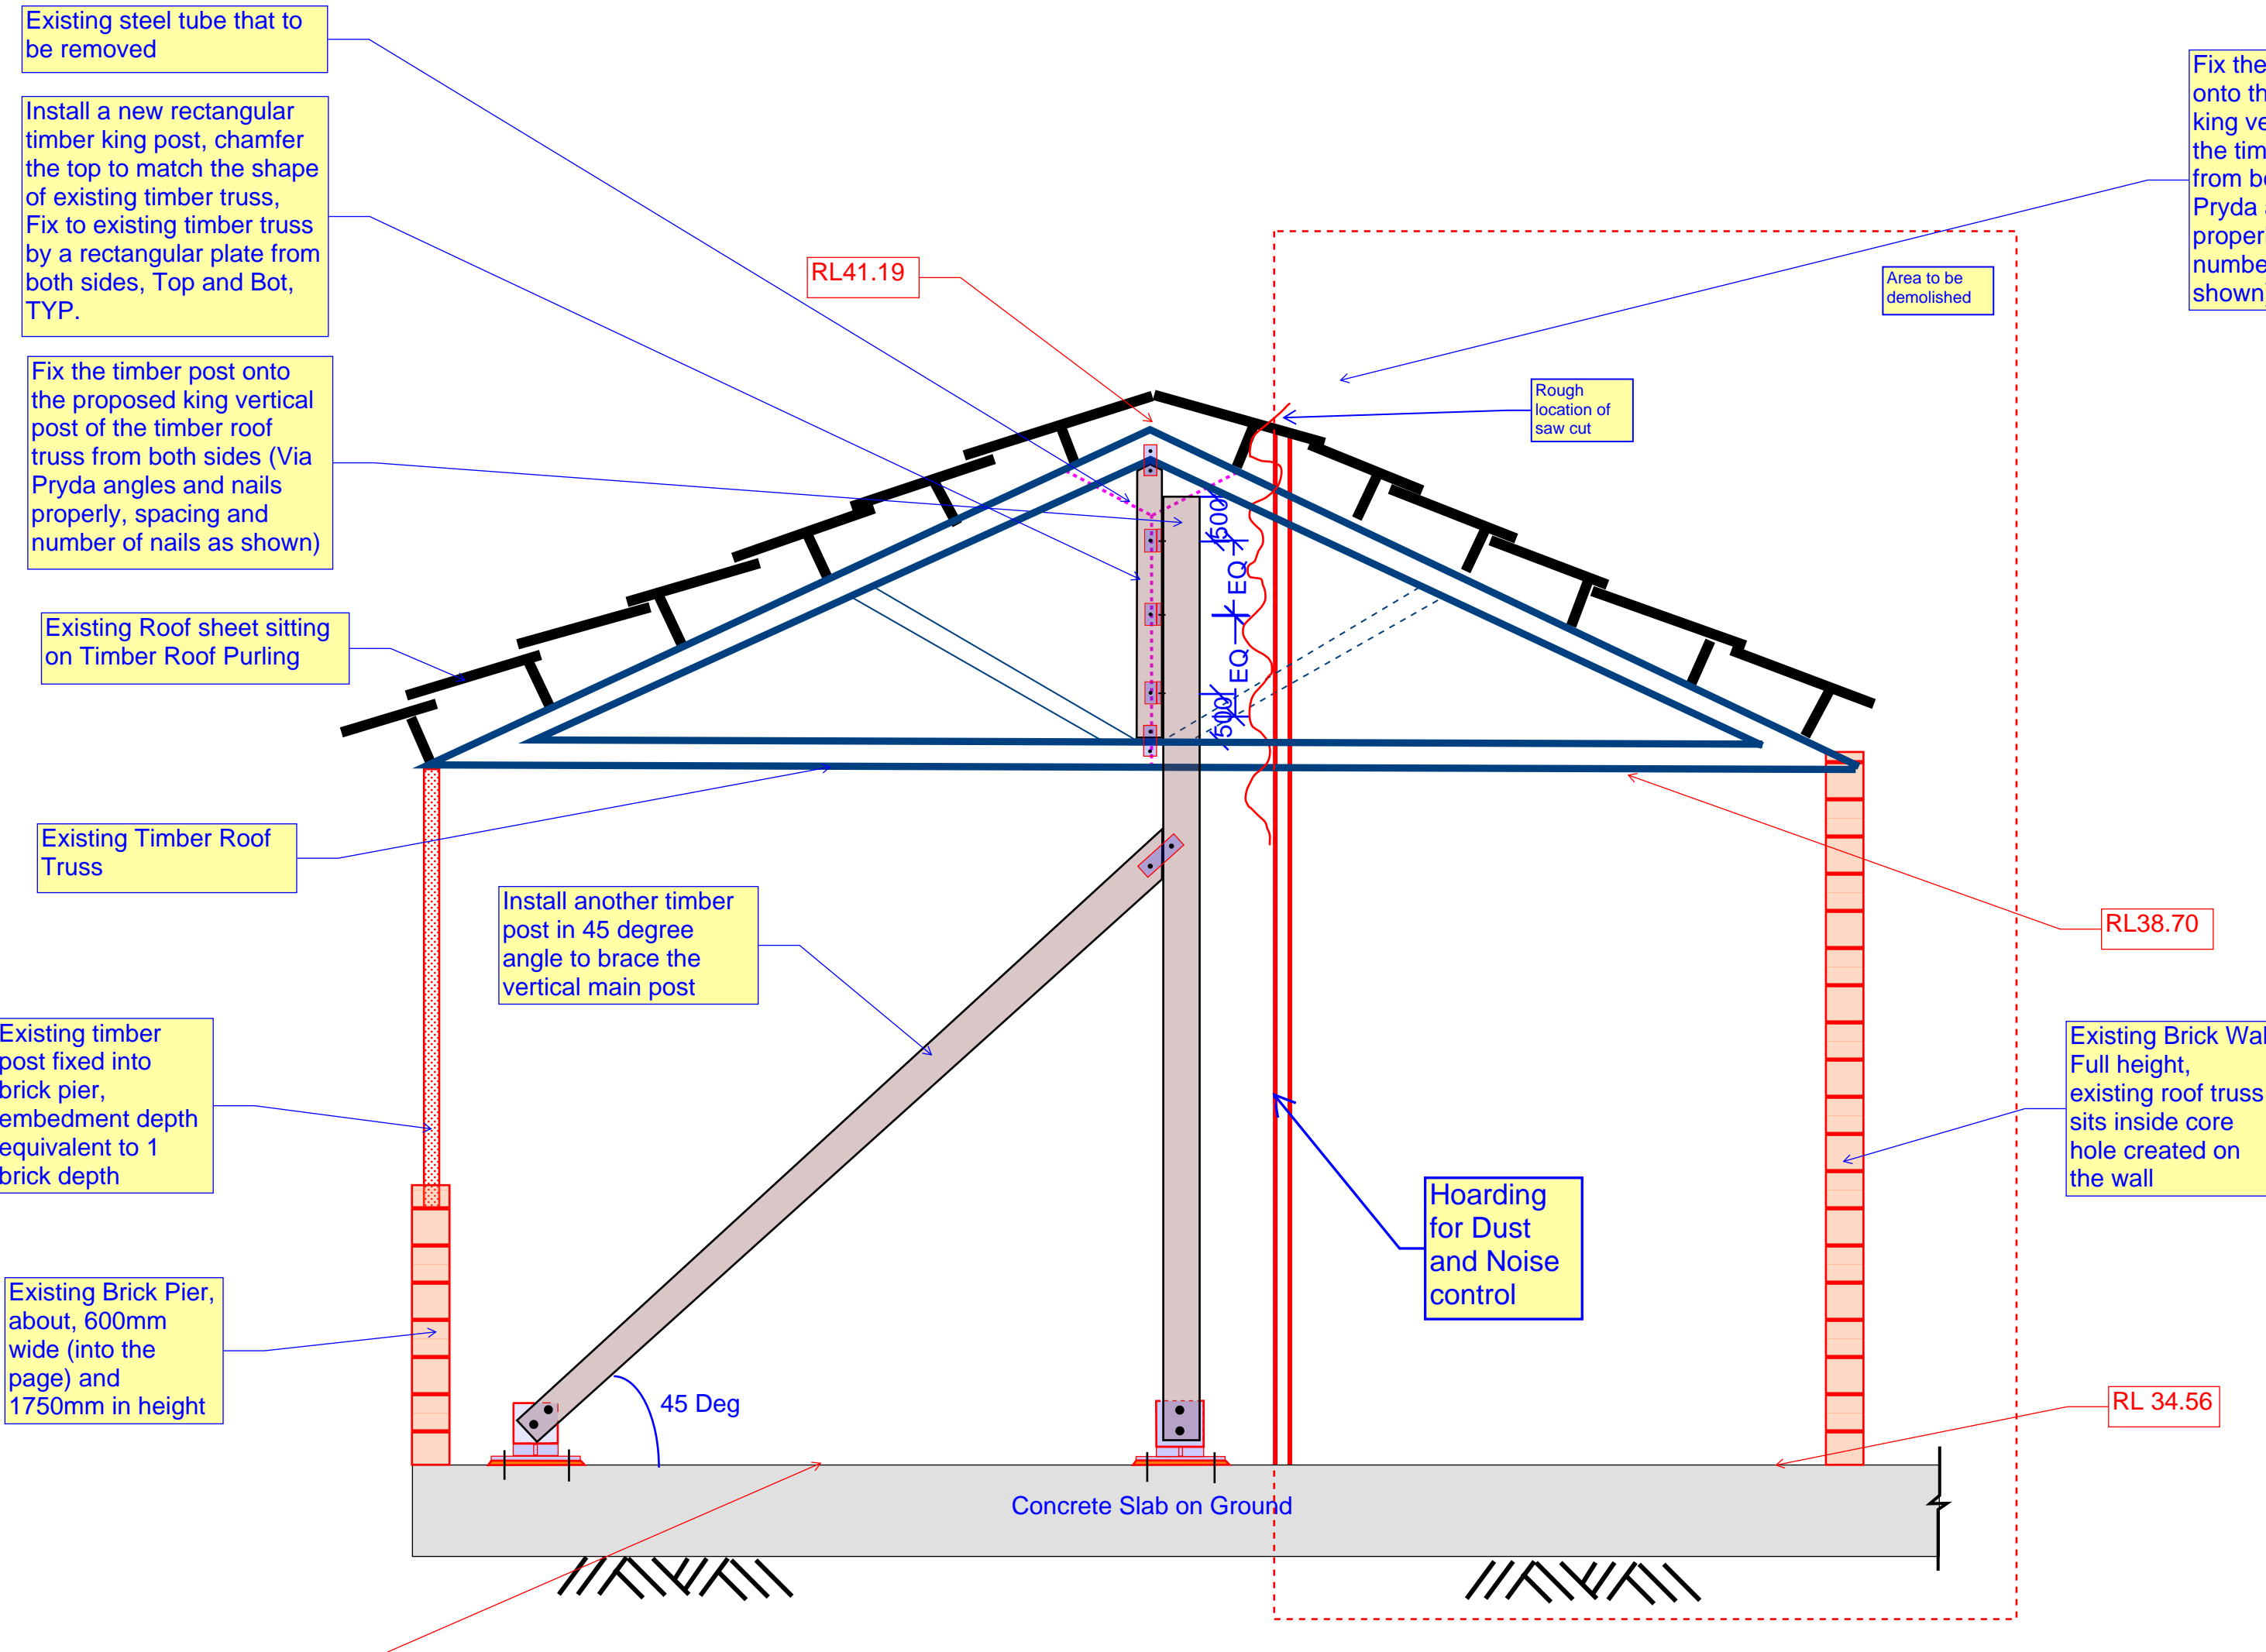 Existing steel tube that to
be removed
Install a new rectangular
timber king post, chamfer
the top to match the shape
of existing timber truss,
Fix to existing timber truss
by a rectangular plate from
both sides, Top and Bot,
TYP.
Fix the timber post onto
the proposed king vertical
post of the timber roof
truss from both sides (Via
Pryda angles and nails
properly, spacing and
number of nails as shown)
Existing Roof sheet sitting
on Timber Roof Purling
Existing Timber Roof
Truss
Existing timber
post fixed into
brick pier,
embedment depth
equivalent to 1
brick depth
Existing Brick Pier,
about, 600mm
wide (into the
page) and
1750mm in height
RL41.19
Install another timber
post in 45 degree
angle to brace the
vertical main post
45 Deg
500
EQ
EQ
500
Concrete Slab on Ground
Rough
location of
saw cut
Area to be
demolished
Hoarding
for Dust
and Noise
control
Fix the
onto th
king ve
the tim
from b
Pryda
proper
numbe
shown
RL38.70
Existing Brick Wal
Full height,
existing roof truss
sits inside core
hole created on
the wall
RL 34.56